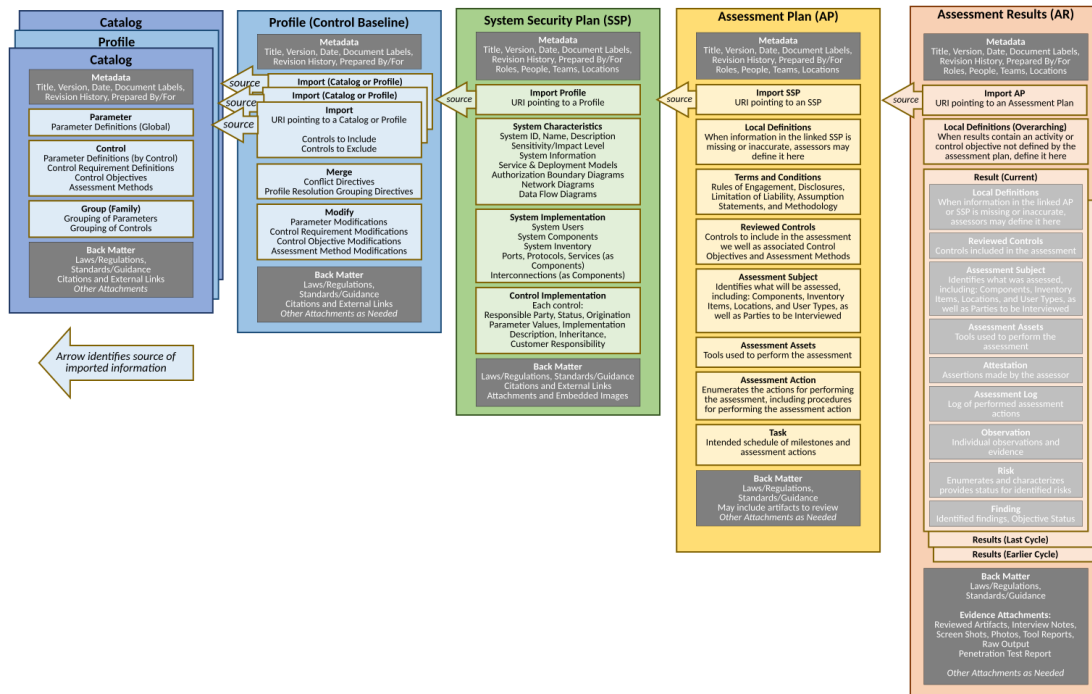 Catalog
Profile
Catalog
Metadata
Title, Version, Date, Document Labels,
Revision History, Prepared By/For
Parameter
Parameter Definitions (Global)
Control
Parameter Definitions (by Control)
Control Requirement Definitions
Control Objectives
Assessment Methods
Group (Family)
Grouping of Parameters
Grouping of Controls
Back Matter
Laws/Regulations,
Standards/Guidance
Citations and External Links
Other Attachments
Arrow identifies source of
imported information
Profile (Control Baseline)
Metadata
Title, Version, Date, Document Labels,
Revision History, Prepared By/For
source
Import (Catalog or Profile)
source
Import (Catalog or Profile)
source
Import
URI pointing to a Catalog or Profile
Controls to Include
Controls to Exclude
Merge
Conflict Directives
Profile Resolution Grouping Directives
Modify
Parameter Modifications
Control Requirement Modifications
Control Objective Modifications
Assessment Method Modifications
Back Matter
Laws/Regulations,
Standards/Guidance
Citations and External Links
Other Attachments as Needed
System Security Plan (SSP)
Metadata
Title, Version, Date, Document Labels,
Revision History, Prepared By/For
Roles, People, Teams, Locations
source
Import Profile
URI pointing to a Profile
System Characteristics
System ID, Name, Description
Sensitivity/Impact Level
System Information
Service & Deployment Models
Authorization Boundary Diagrams
Network Diagrams
Data Flow Diagrams
System Implementation
System Users
System Components
System Inventory
Ports, Protocols, Services (as
Components)
Interconnections (as Components)
Control Implementation
Each control:
Responsible Party, Status, Origination
Parameter Values, Implementation
Description, Inheritance,
Customer Responsibility
Back Matter
Laws/Regulations, Standards/Guidance
Citations and External Links
Attachments and Embedded Images
Assessment Plan (AP)
Metadata
Title, Version, Date, Document Labels,
Revision History, Prepared By/For
Roles, People, Teams, Locations
source
Import SSP
URI pointing to an SSP
Local Definitions
When information in the linked SSP is
missing or inaccurate, assessors may
define it here
Terms and Conditions
Rules of Engagement, Disclosures,
Limitation of Liability, Assumption
Statements, and Methodology
Reviewed Controls
Controls to include in the assessment
we well as associated Control
Objectives and Assessment Methods
Assessment Subject
Identifies what will be assessed,
including: Components, Inventory
Items, Locations, and User Types, as
well as Parties to be Interviewed
Assessment Assets
Tools used to perform the assessment
Assessment Action
Enumerates the actions for performing
the assessment, including procedures
for performing the assessment action
Task
Intended schedule of milestones and
assessment actions
Back Matter
Laws/Regulations,
Standards/Guidance
May include artifacts to review
Other Attachments as Needed
Assessment Results (AR)
Metadata
Title, Version, Date, Document Labels,
Revision History, Prepared By/For
Roles, People, Teams, Locations
source
Import AP
URI pointing to an Assessment Plan
Local Definitions (Overarching)
When results contain an activity or
control objective not defined by the
assessment plan, define it here
Result (Current)
Local Definitions
When information in the linked AP
or SSP is missing or inaccurate,
assessors may define it here
Reviewed Controls
Controls included in the assessment
Assessment Subject
Identifies what was assessed,
including: Components, Inventory
Items, Locations, and User Types, as
well as Parties to be Interviewed
Assessment Assets
Tools used to perform the
assessment
Attestation
Assertions made by the assessor
Assessment Log
Log of performed assessment
actions
Observation
Individual observations and
evidence
Risk
Enumerates and characterizes
provides status for identified risks
Finding
Identified findings, Objective Status
Results (Last Cycle)
Results (Earlier Cycle)
Back Matter
Laws/Regulations,
Standards/Guidance
Evidence Attachments:
Reviewed Artifacts, Interview Notes,
Screen Shots, Photos, Tool Reports,
Raw Output
Penetration Test Report
Other Attachments as Needed